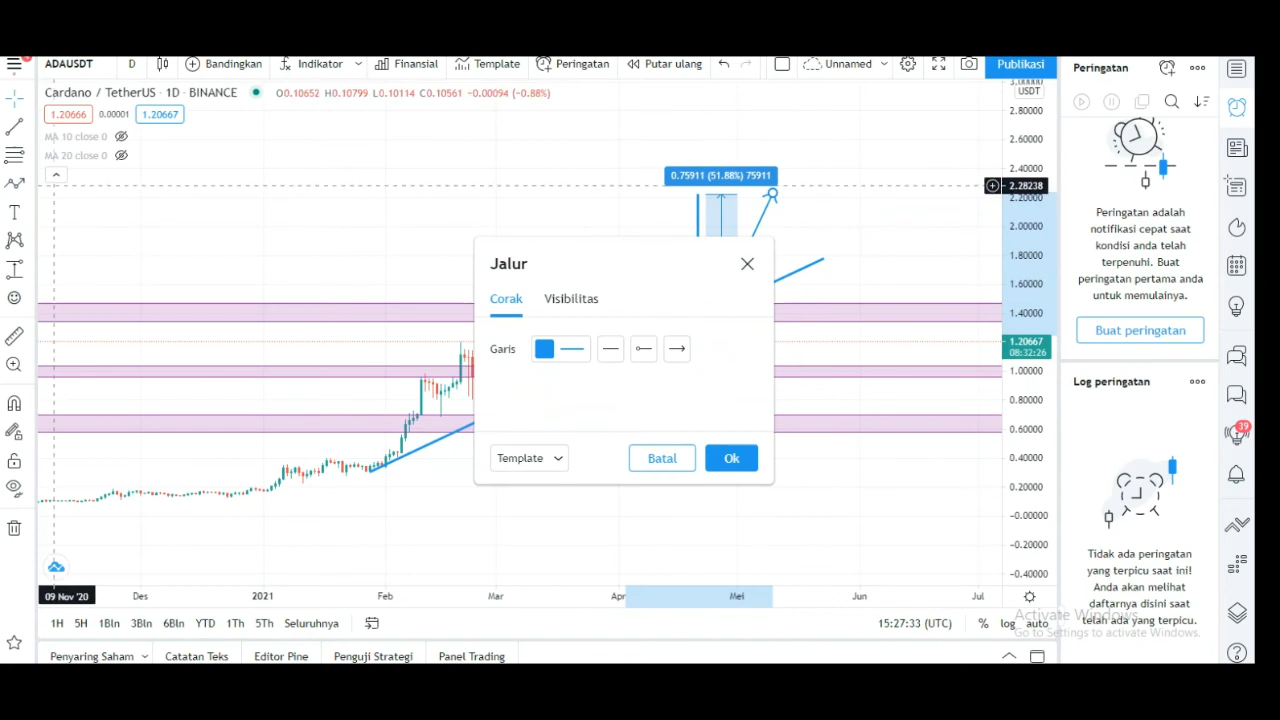 ADAUSDT D Bandingkan Indikator Finansial Template Peringatan Putar ulang Unnamed Publikasi
Cardano / TetherUS · 1D · BINANCE O0.10652 H0.10799 L0.10114 C0.10561 −0.00094 (−0.88%)
1.20666 0.00001 1.20667
MA 10 close 0
MA 20 close 0
0.75911 (51.88%) 75911
3.00000
USDT
2.80000
2.60000
2.40000
2.28238
2.20000
2.00000
1.80000
1.60000
1.40000
1.20667
08:32:26
1.00000
0.80000
0.60000
0.40000
0.20000
−0.00000
−0.20000
−0.40000
Jalur
Corak Visibilitas
Garis
Template Batal Ok
09 Nov '20 Des 2021 Feb Mar Apr Mei Jun Jul
1H 5H 1Bln 3Bln 6Bln YTD 1Th 5Th Seluruhnya 15:27:33 (UTC) % log auto
Penyaring Saham Catatan Teks Editor Pine Penguji Strategi Panel Trading
Peringatan
Peringatan adalah
notifikasi cepat saat
kondisi anda telah
terpenuhi. Buat
peringatan pertama anda
untuk memulainya.
Buat peringatan
Log peringatan
Tidak ada peringatan
yang terpicu saat ini!
Anda akan melihat
daftarnya disini saat
telah ada yang terpicu.
39
Activate Windows
Go to Settings to activate Windows.